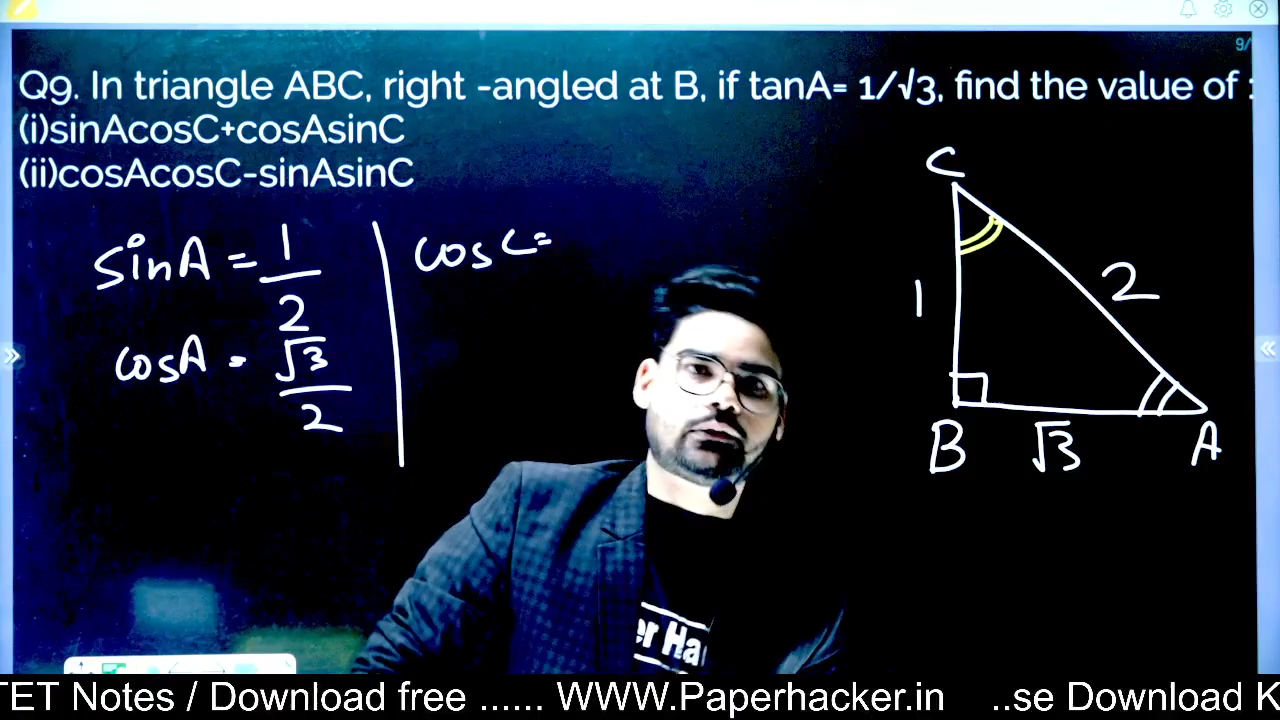 9/
Q9. In triangle ABC, right -angled at B, if tanA= 1/√3, find the value of :
(i)sinAcosC+cosAsinC
(ii)cosAcosC-sinAsinC
sinA = 1/2
cosA = √3/2
cosC=
C
1
2
B
√3
A
er Ha
TET Notes / Download free ...... WWW.Paperhacker.in ..se Download K